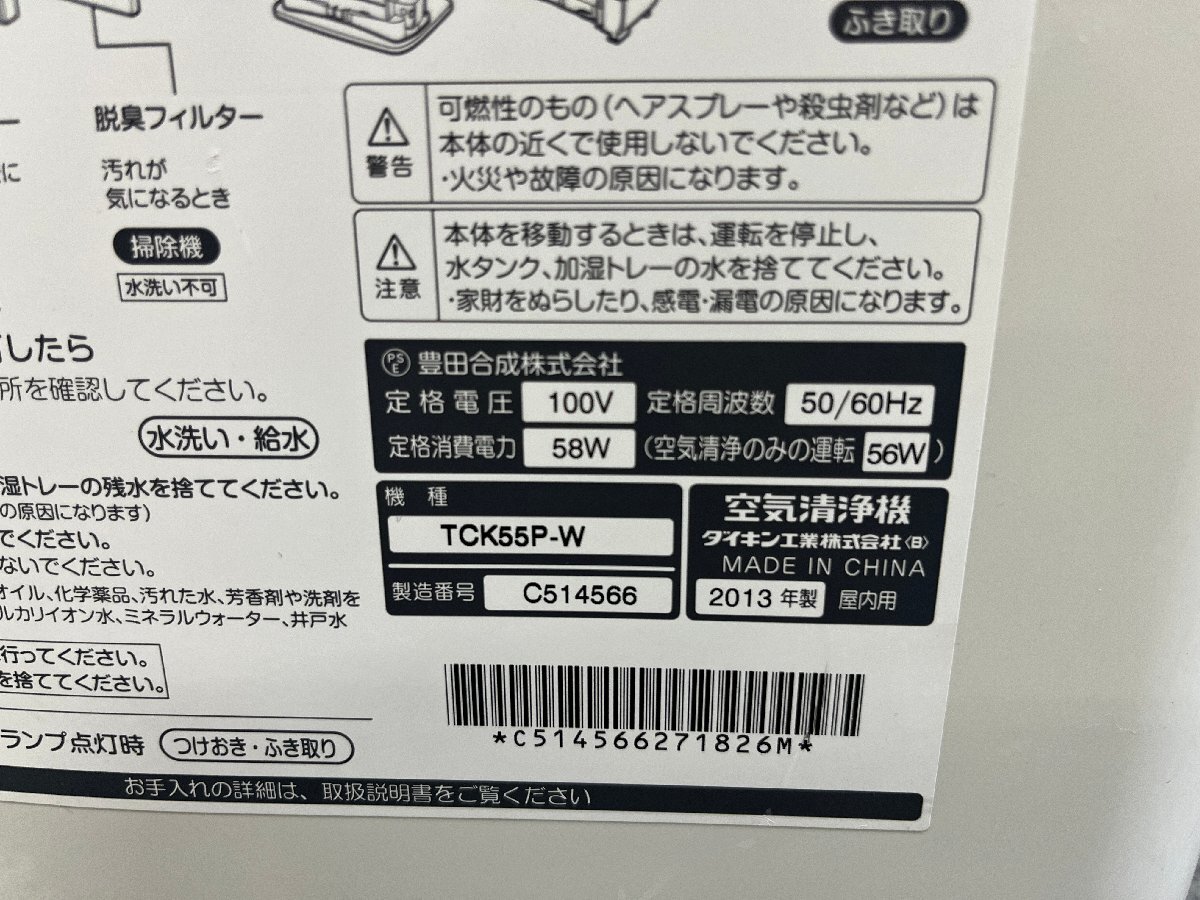 ふき取り
脱臭フィルター
汚れが
気になるとき
掃除機
水洗い不可
警告
可燃性のもの(ヘアスプレーや殺虫剤など)は
本体の近くで使用しないでください。
・火災や故障の原因になります。
注意
本体を移動するときは、運転を停止し、
水タンク、加湿トレーの水を捨ててください。
・家財をぬらしたり、感電・漏電の原因になります。
したら
所を確認してください。
水洗い・給水
湿トレーの残水を捨ててください。
の原因になります)
でください。
ないでください。
オイル、化学薬品、汚れた水、芳香剤や洗剤を
ルカリイオン水、ミネラルウォーター、井戸水
行ってください。
を捨ててください。
ランプ点灯時 つけおき・ふき取り
PSE 豊田合成株式会社
定格電圧 100V 定格周波数 50/60Hz
定格消費電力 58W (空気清浄のみの運転 56W)
機種
TCK55P-W
製造番号 C514566
空気清浄機
ダイキン工業株式会社〈B〉
MADE IN CHINA
2013年製 屋内用
*C514566271826M*
お手入れの詳細は、取扱説明書をご覧ください